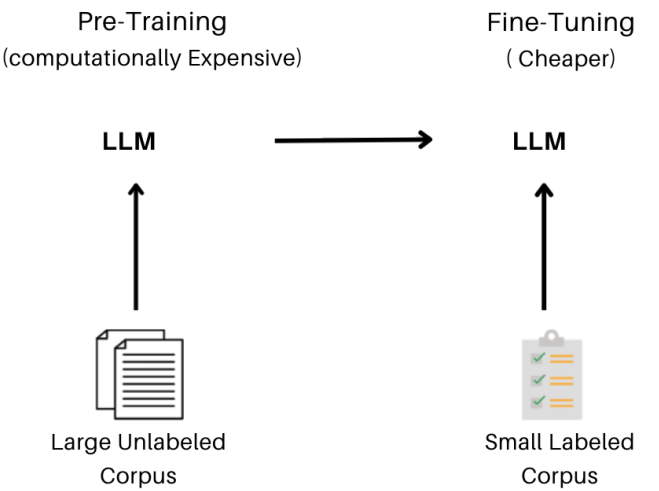 Pre-Training
(computationally Expensive)
LLM
Large Unlabeled
Corpus
Fine-Tuning
( Cheaper)
LLM
Small Labeled
Corpus